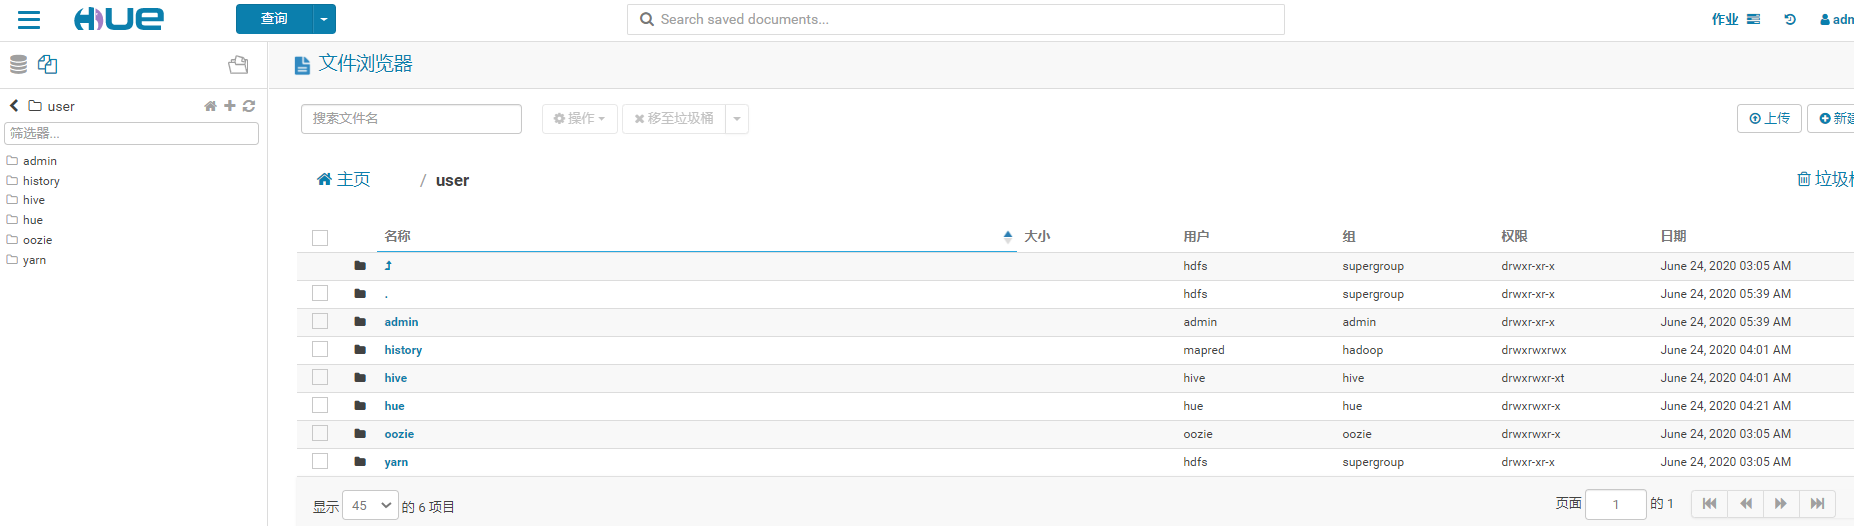 HUE 查询 Search saved documents... 作业 adm
文件浏览器
user
筛选器...
admin
history
hive
hue
oozie
yarn
搜索文件名 操作 移至垃圾桶 上传 新建
主页 / user 垃圾桶
名称 大小 用户 组 权限 日期
hdfs supergroup drwxr-xr-x June 24, 2020 03:05 AM
. hdfs supergroup drwxr-xr-x June 24, 2020 05:39 AM
admin admin admin drwxr-xr-x June 24, 2020 05:39 AM
history mapred hadoop drwxrwxrwx June 24, 2020 04:01 AM
hive hive hive drwxrwxr-xt June 24, 2020 04:01 AM
hue hue hue drwxrwxr-x June 24, 2020 04:21 AM
oozie oozie oozie drwxrwxr-x June 24, 2020 03:05 AM
yarn hdfs supergroup drwxr-xr-x June 24, 2020 03:05 AM
显示 45 的 6 项目 页面 1 的 1